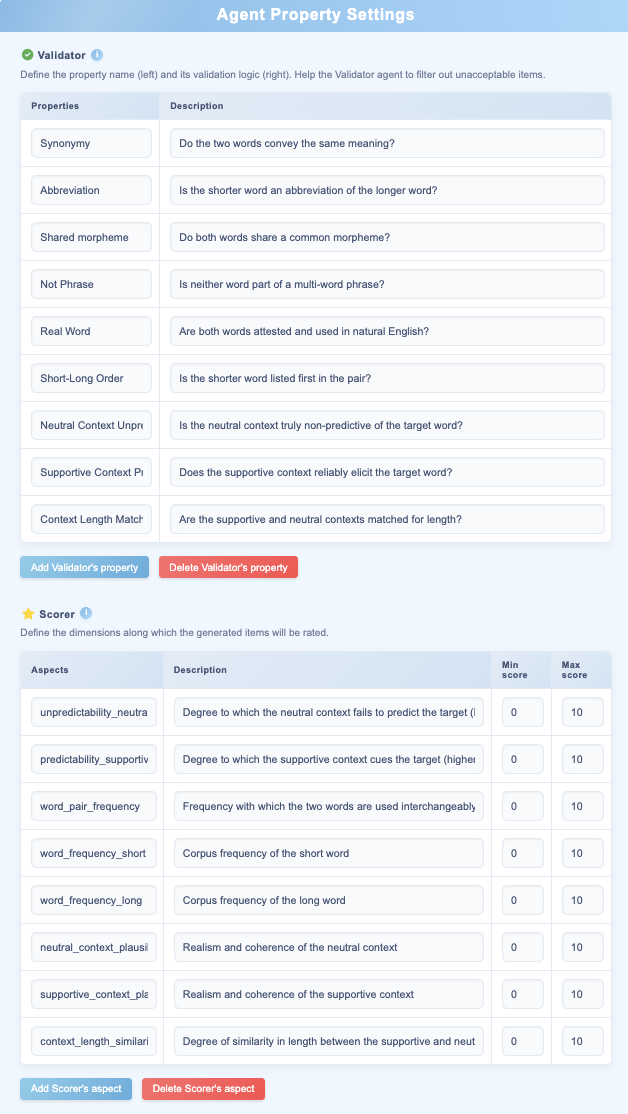 Agent Property Settings
Validator
Define the property name (left) and its validation logic (right). Help the Validator agent to filter out unacceptable items.
Properties Description
Synonymy Do the two words convey the same meaning?
Abbreviation Is the shorter word an abbreviation of the longer word?
Shared morpheme Do both words share a common morpheme?
Not Phrase Is neither word part of a multi-word phrase?
Real Word Are both words attested and used in natural English?
Short-Long Order Is the shorter word listed first in the pair?
Neutral Context Unpre Is the neutral context truly non-predictive of the target word?
Supportive Context Pr Does the supportive context reliably elicit the target word?
Context Length Match Are the supportive and neutral contexts matched for length?
Add Validator's property Delete Validator's property
Scorer
Define the dimensions along which the generated items will be rated.
Aspects Description Min score Max score
unpredictability_neutra Degree to which the neutral context fails to predict the target ( 0 10
predictability_supportiv Degree to which the supportive context cues the target (higher 0 10
word_pair_frequency Frequency with which the two words are used interchangeably 0 10
word_frequency_short Corpus frequency of the short word 0 10
word_frequency_long Corpus frequency of the long word 0 10
neutral_context_plausi Realism and coherence of the neutral context 0 10
supportive_context_pla Realism and coherence of the supportive context 0 10
context_length_similari Degree of similarity in length between the supportive and neut 0 10
Add Scorer's aspect Delete Scorer's aspect